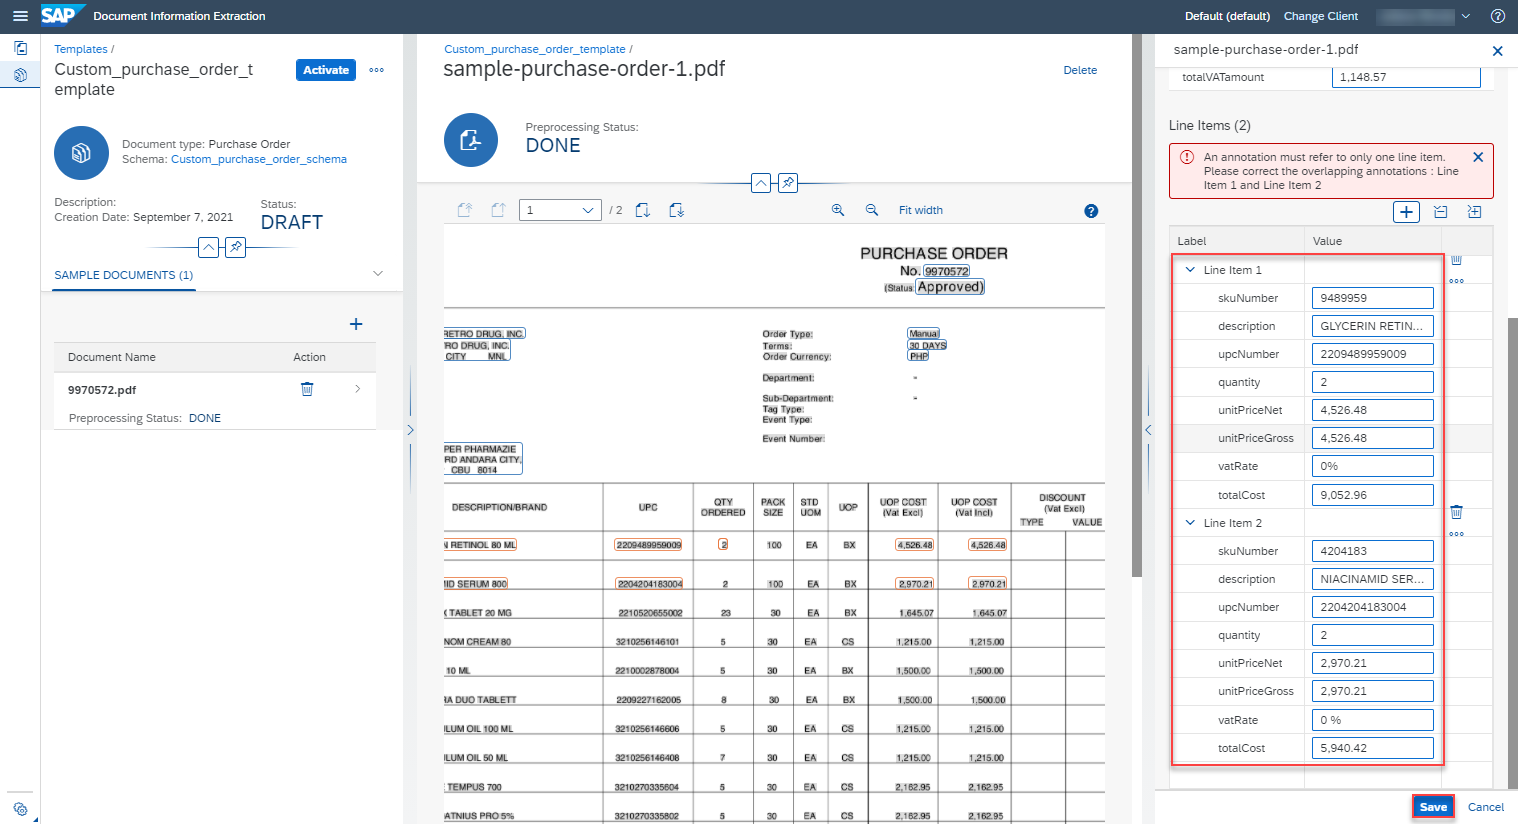 SAP Document Information Extraction
Default (default) Change Client
Templates /
Custom_purchase_order_t
emplate
Activate
Document type: Purchase Order
Schema: Custom_purchase_order_schema
Description:
Creation Date: September 7, 2021
Status:
DRAFT
SAMPLE DOCUMENTS (1)
+
Document Name Action
9970572.pdf
Preprocessing Status: DONE
Custom_purchase_order_template /
sample-purchase-order-1.pdf
Delete
Preprocessing Status:
DONE
1 / 2 Fit width
PURCHASE ORDER
No. 9970572
(Status: Approved)
RETRO DRUG, INC.
RO DRUG, INC.
CITY MNL
Order Type: Manual
Terms: 30 DAYS
Order Currency: PHP
Department: -
Sub-Department: -
Tag Type:
Event Type:
Event Number:
PER PHARMAZIE
RD ANDARA CITY,
CBU 8014
DESCRIPTION/BRAND UPC QTY ORDERED PACK SIZE STD UOM UOP UOP COST (Vat Excl) UOP COST (Vat Incl) DISCOUNT (Vat Excl) TYPE VALUE
N RETINOL 80 ML 2209489959009 2 100 EA BX 4,526.48 4,526.48
ID SERUM 800 2204204183004 2 100 EA BX 2,970.21 2,970.21
TABLET 20 MG 2210520655002 23 30 EA BX 1,645.07 1,645.07
NOM CREAM 80 3210256146101 5 30 EA CS 1,215.00 1,215.00
10 ML 2210002878004 5 30 EA BX 1,500.00 1,500.00
RA DUO TABLETT 2209227162005 8 30 EA BX 1,500.00 1,500.00
LUM OIL 100 ML 3210256146606 5 30 EA CS 1,215.00 1,215.00
LUM OIL 50 ML 3210256146408 7 30 EA CS 1,215.00 1,215.00
TEMPUS 700 3210270335604 5 30 EA CS 2,162.95 2,162.95
ATNIUS PRO 5% 3210270335802 5 30 EA CS 2,162.95 2,162.95
sample-purchase-order-1.pdf
totalVATamount 1,148.57
Line Items (2)
An annotation must refer to only one line item.
Please correct the overlapping annotations : Line
Item 1 and Line Item 2
Label Value
Line Item 1
skuNumber 9489959
description GLYCERIN RETIN...
upcNumber 2209489959009
quantity 2
unitPriceNet 4,526.48
unitPriceGross 4,526.48
vatRate 0%
totalCost 9,052.96
Line Item 2
skuNumber 4204183
description NIACINAMID SER...
upcNumber 2204204183004
quantity 2
unitPriceNet 2,970.21
unitPriceGross 2,970.21
vatRate 0 %
totalCost 5,940.42
Save Cancel